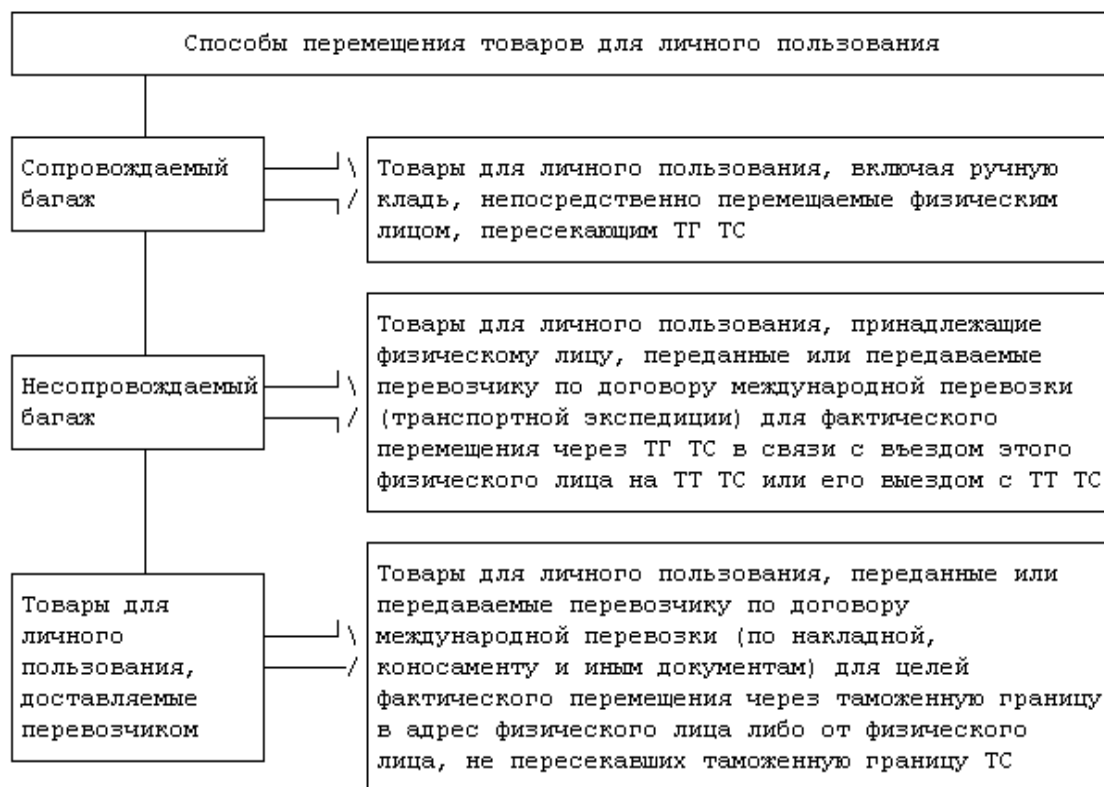 Способы перемещения товаров для личного пользования
Сопровождаемый
багаж
Товары для личного пользования, включая ручную
кладь, непосредственно перемещаемые физическим
лицом, пересекающим ТГ ТС
Несопровождаемый
багаж
Товары для личного пользования, принадлежащие
физическому лицу, переданные или передаваемые
перевозчику по договору международной перевозки
(транспортной экспедиции) для фактического
перемещения через ТГ ТС в связи с въездом этого
физического лица на ТТ ТС или его выездом с ТТ ТС
Товары для
личного
пользования,
доставляемые
перевозчиком
Товары для личного пользования, переданные или
передаваемые перевозчику по договору
международной перевозки (по накладной,
коносаменту и иным документам) для целей
фактического перемещения через таможенную границу
в адрес физического лица либо от физического
лица, не пересекавших таможенную границу ТС